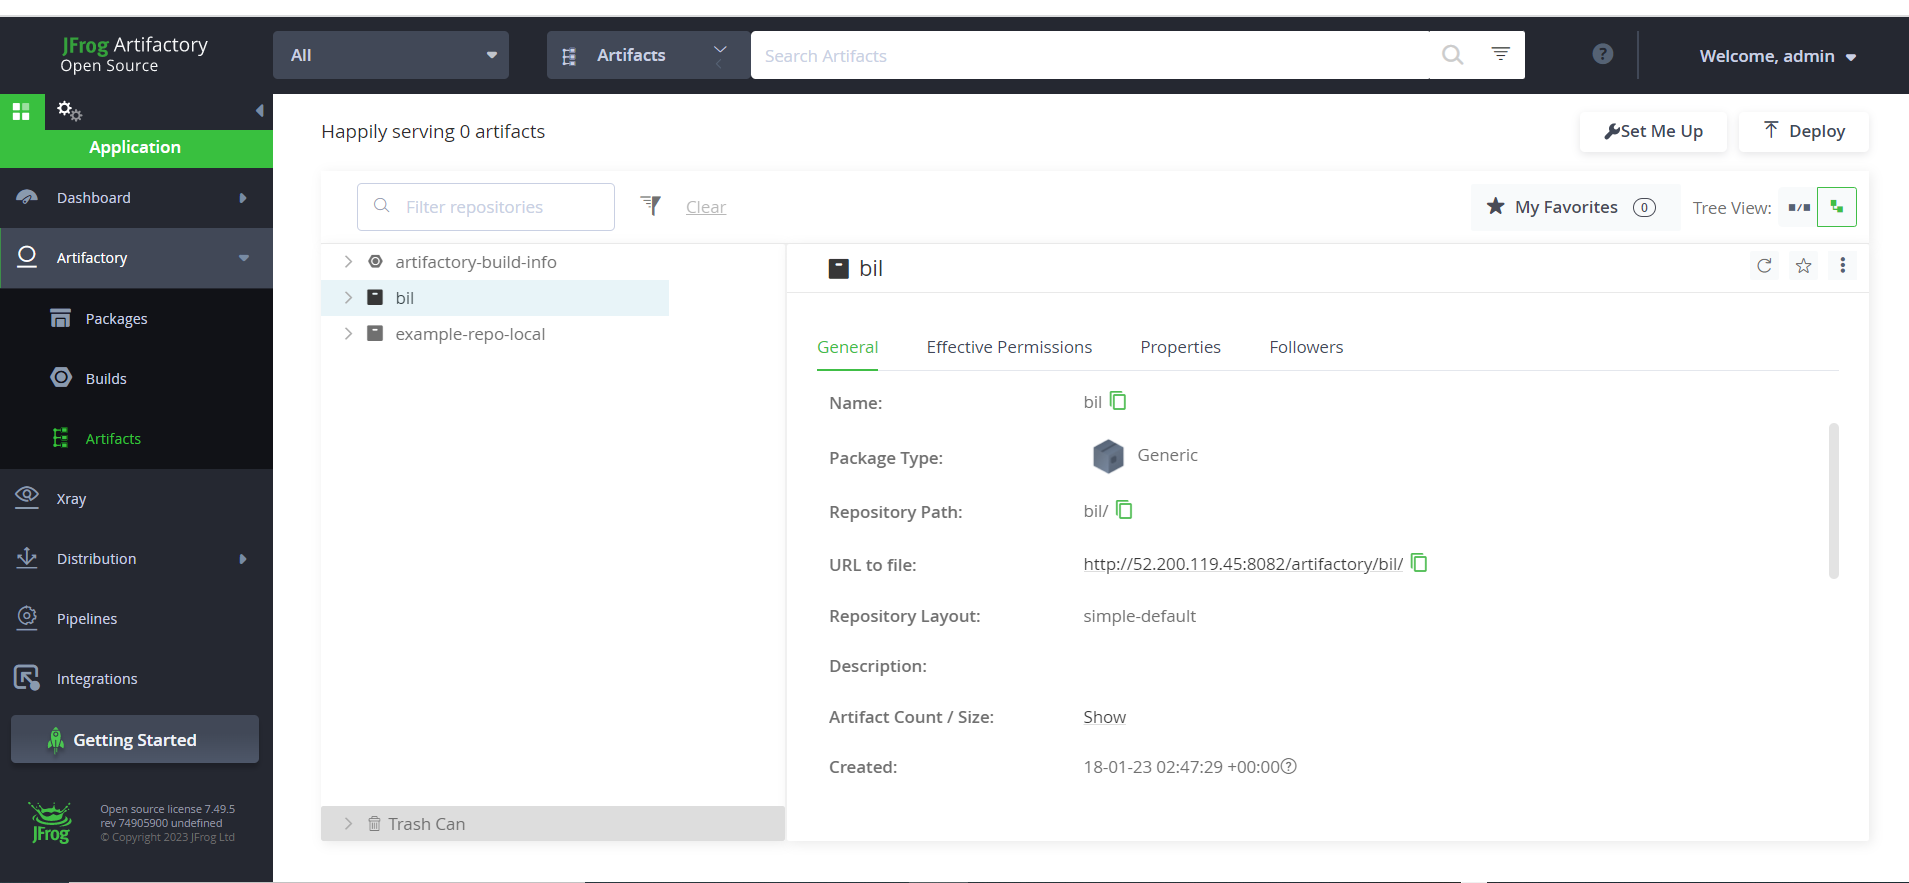 JFrog Artifactory
Open Source
All
Artifacts
Search Artifacts
?
Welcome, admin
Application
Happily serving 0 artifacts
Set Me Up
Deploy
Dashboard
Filter repositories
Clear
My Favorites 0
Tree View:
Artifactory
artifactory-build-info
bil
example-repo-local
bil
Packages
General
Effective Permissions
Properties
Followers
Builds
Name:
bil
Artifacts
Package Type:
Generic
Xray
Repository Path:
bil/
Distribution
URL to file:
http://52.200.119.45:8082/artifactory/bil/
Pipelines
Repository Layout:
simple-default
Integrations
Description:
Getting Started
Artifact Count / Size:
Show
Created:
18-01-23 02:47:29 +00:00?
JFrog
Open source license 7.49.5
rev 74905900 undefined
© Copyright 2023 JFrog Ltd
Trash Can